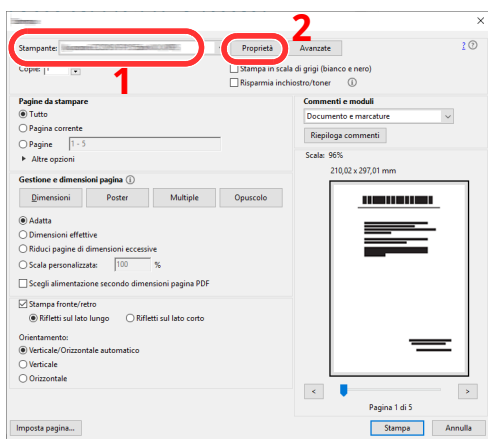 2
Stampante: Proprietà Avanzate ?
1
Copie: 1 Stampa in scala di grigi (bianco e nero)
Risparmia inchiostro/toner
Pagine da stampare Commenti e moduli
Tutto Documento e marcature
Pagina corrente
Pagine 1 - 5 Riepiloga commenti
Altre opzioni
Scala: 96%
210,02 x 297,01 mm
Gestione e dimensioni pagina
Dimensioni Poster Multiple Opuscolo
Adatta
Dimensioni effettive
Riduci pagine di dimensioni eccessive
Scala personalizzata: 100 %
Scegli alimentazione secondo dimensioni pagina PDF
Stampa fronte/retro
Rifletti sul lato lungo Rifletti sul lato corto
Orientamento:
Verticale/Orizzontale automatico
Verticale
Orizzontale
< >
Pagina 1 di 5
Imposta pagina... Stampa Annulla